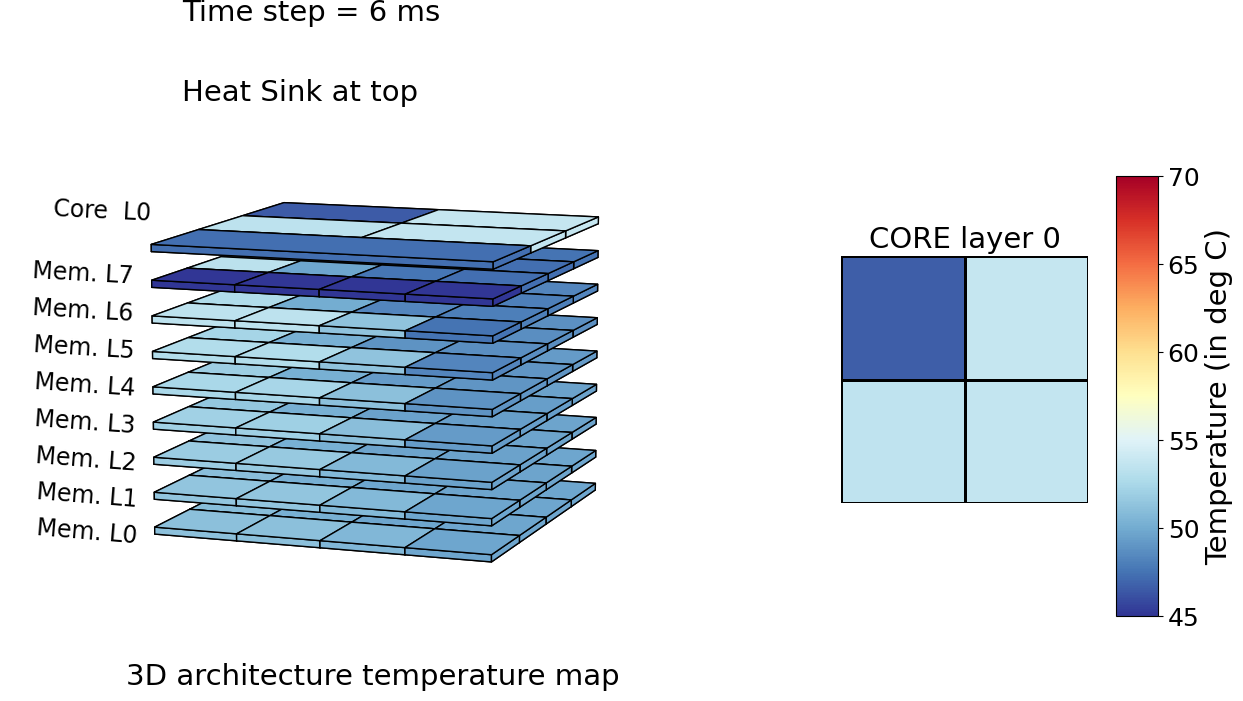 Time step = 6 ms
Heat Sink at top
Core L0
Mem. L7
Mem. L6
Mem. L5
Mem. L4
Mem. L3
Mem. L2
Mem. L1
Mem. L0
3D architecture temperature map
CORE layer 0
70
65
60
55
50
45
Temperature (in deg C)